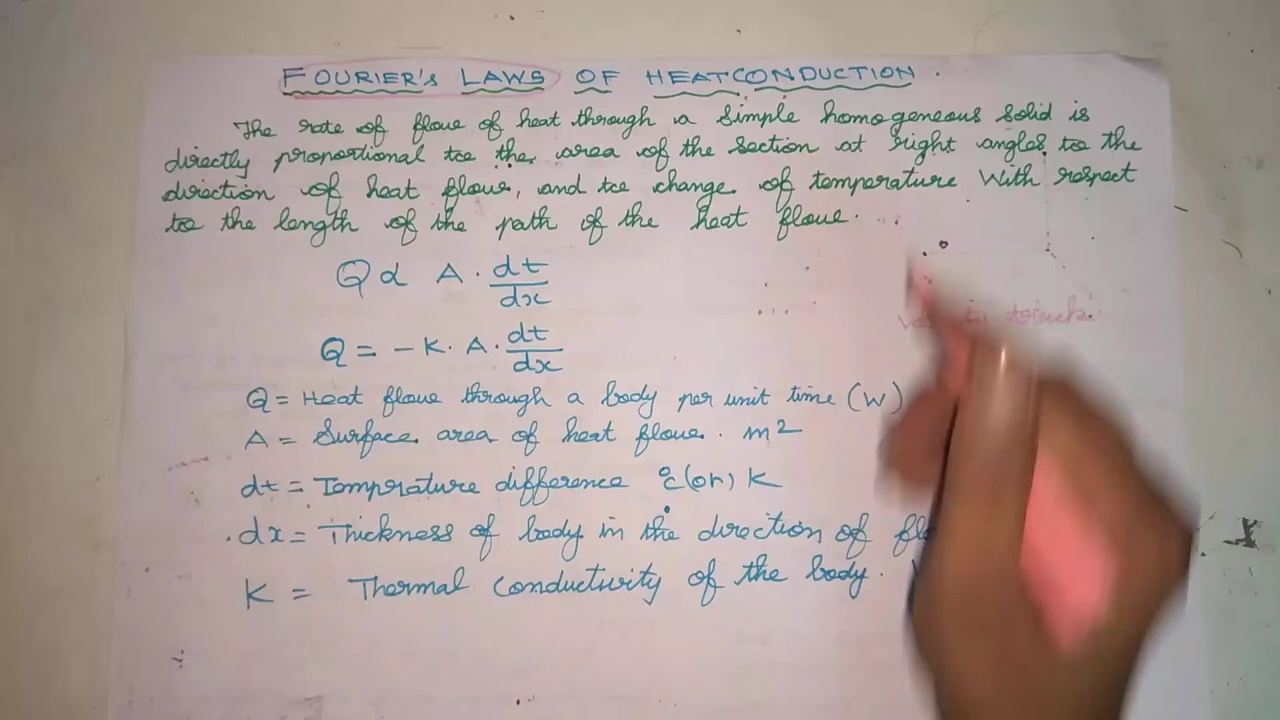 FOURIER'S LAWS OF HEAT CONDUCTION.
The rate of flow of heat through a simple homogeneous solid is
directly proportional to the area of the section at right angles to the
direction of heat flow, and to change of temperature with respect
to the length of the path of the heat flow.
Q ∝ A . dt/dx
Q = -K . A . dt/dx
Q = Heat flow through a body per unit time (W)
A = Surface area of heat flow. m²
dt = Temprature difference °C (or) K
dx = Thickness of body in the direction of
K = Thermal conductivity of the body.